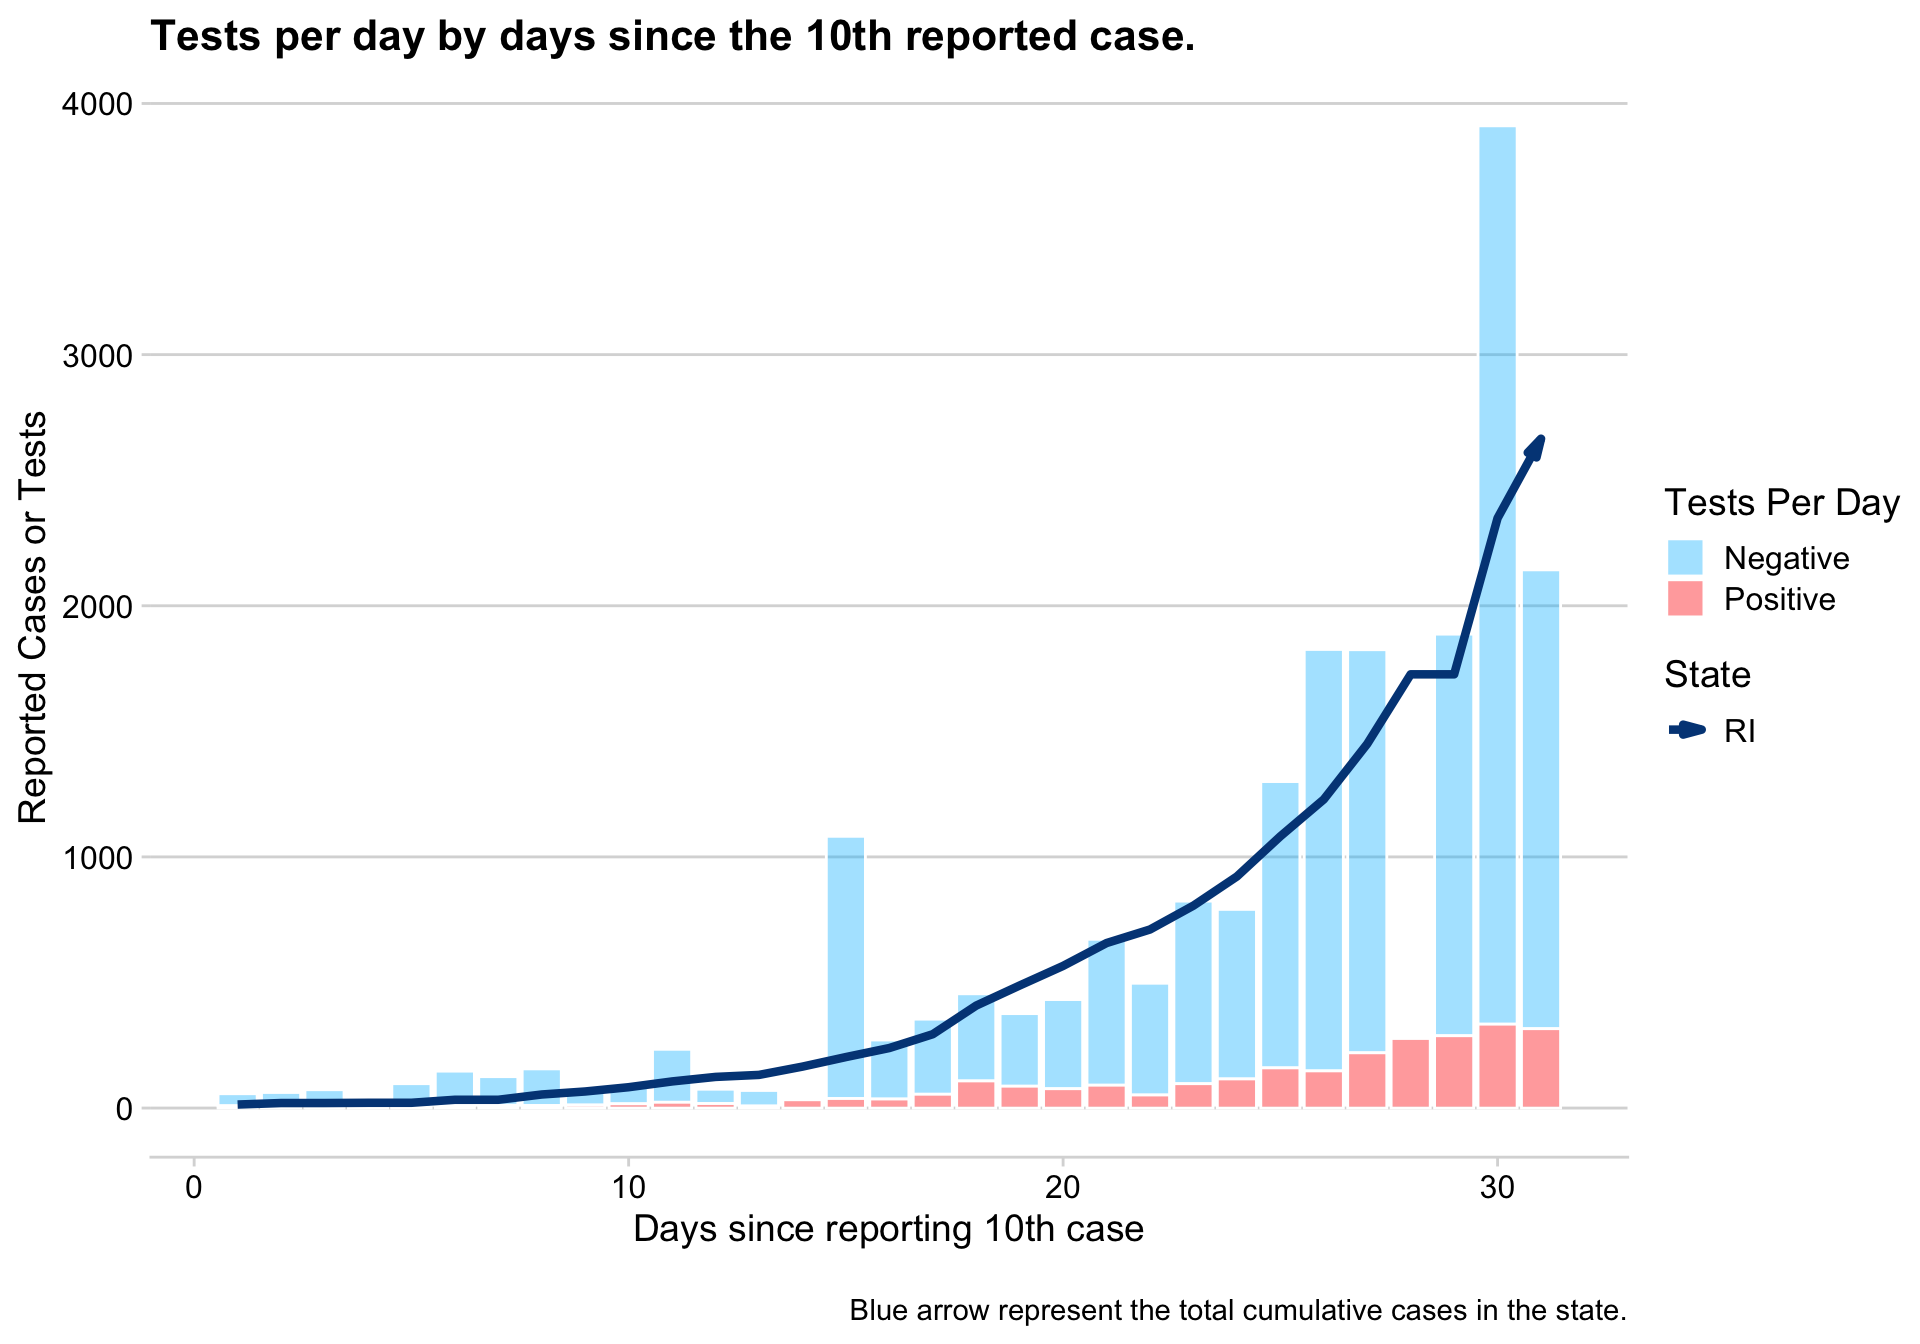 Tests per day by days since the 10th reported case.
4000
3000
2000
1000
0
Reported Cases or Tests
0 10 20 30
Days since reporting 10th case
Tests Per Day
Negative
Positive
State
RI
Blue arrow represent the total cumulative cases in the state.